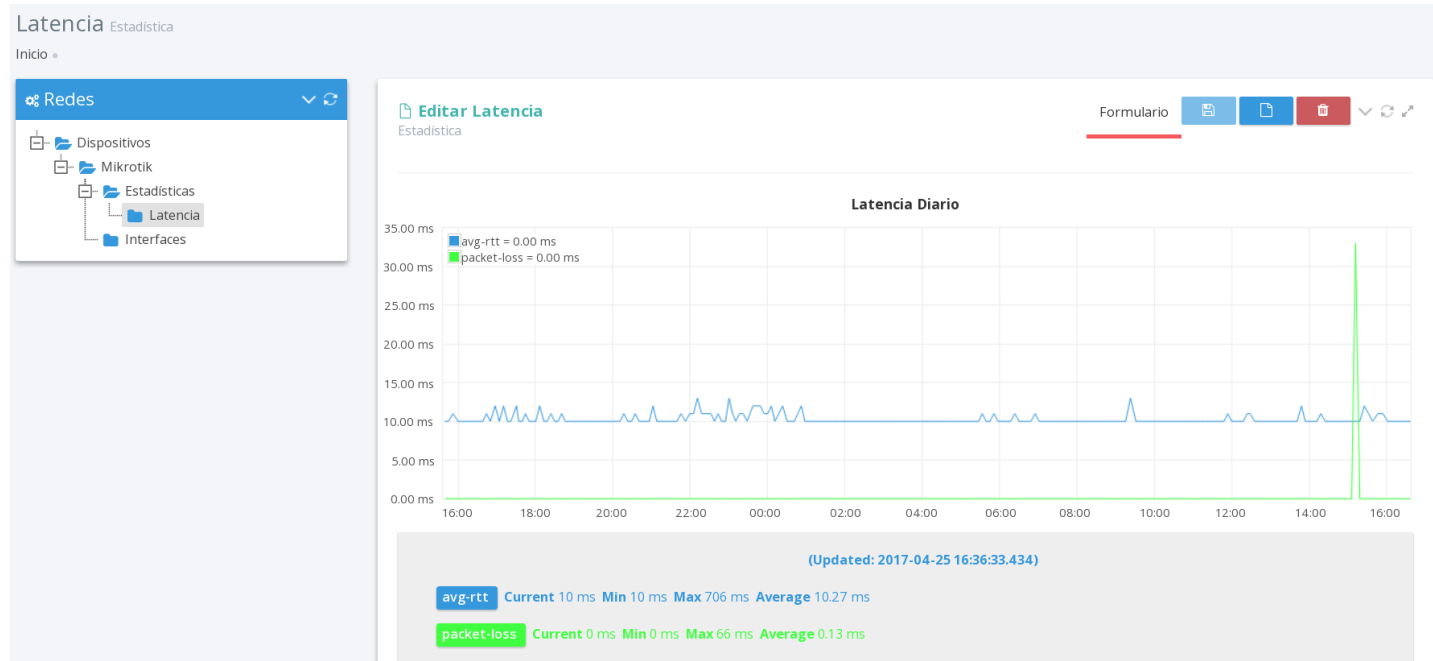 Latencia Estadística
Inicio
Redes
Dispositivos
Mikrotik
Estadísticas
Latencia
Interfaces
Editar Latencia
Estadística
Formulario
Latencia Diario
35.00 ms
30.00 ms
25.00 ms
20.00 ms
15.00 ms
10.00 ms
5.00 ms
0.00 ms
avg-rtt = 0.00 ms
packet-loss = 0.00 ms
16:00 18:00 20:00 22:00 00:00 02:00 04:00 06:00 08:00 10:00 12:00 14:00 16:00
(Updated: 2017-04-25 16:36:33.434)
avg-rtt Current 10 ms Min 10 ms Max 706 ms Average 10.27 ms
packet-loss Current 0 ms Min 0 ms Max 66 ms Average 0.13 ms